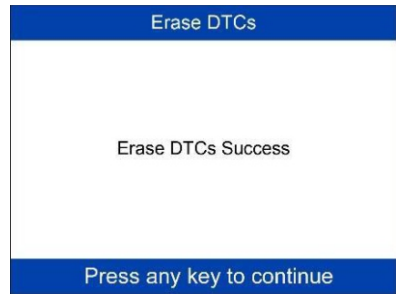 Erase DTCs
Erase DTCs Success
Press any key to continue